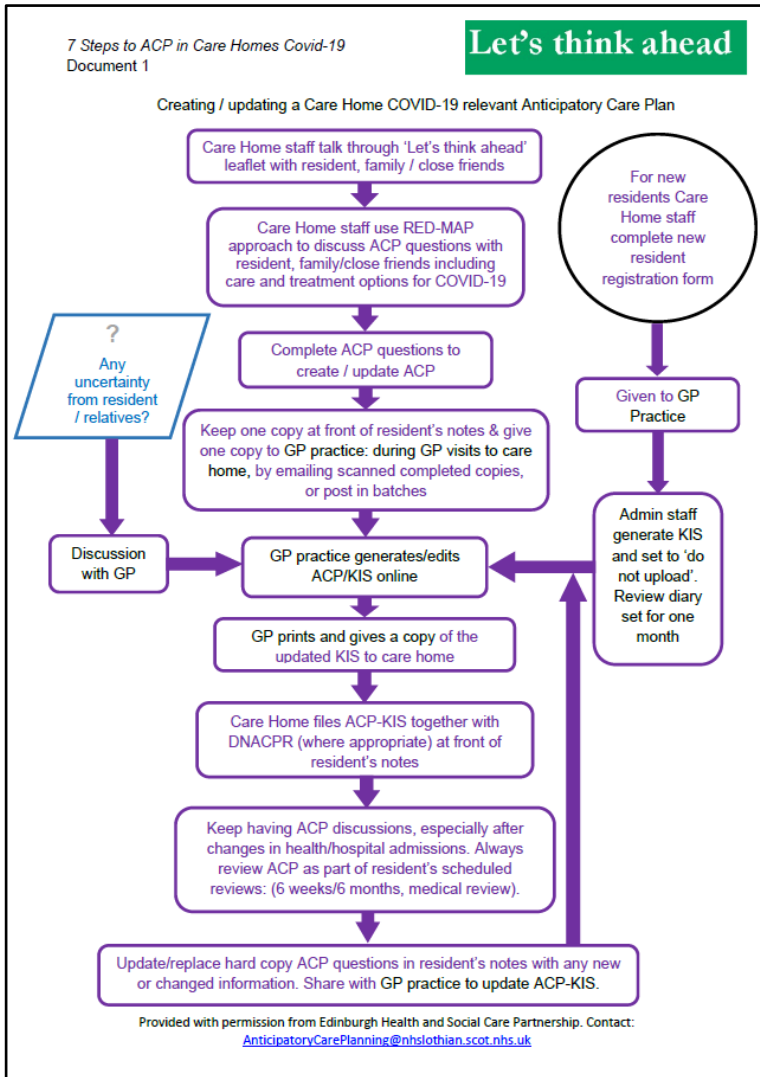 7 Steps to ACP in Care Homes Covid-19
Document 1
Let's think ahead
Creating / updating a Care Home COVID-19 relevant Anticipatory Care Plan
Care Home staff talk through 'Let's think ahead'
leaflet with resident, family / close friends
For new
residents Care
Home staff
complete new
resident
registration form
Care Home staff use RED-MAP
approach to discuss ACP questions with
resident, family/close friends including
care and treatment options for COVID-19
?
Any
uncertainty
from resident
/ relatives?
Complete ACP questions to
create / update ACP
Given to GP
Practice
Keep one copy at front of resident's notes & give
one copy to GP practice: during GP visits to care
home, by emailing scanned completed copies,
or post in batches
Admin staff
generate KIS
and set to 'do
not upload'.
Review diary
set for one
month
Discussion
with GP
GP practice generates/edits
ACP/KIS online
GP prints and gives a copy of the
updated KIS to care home
Care Home files ACP-KIS together with
DNACPR (where appropriate) at front of
resident's notes
Keep having ACP discussions, especially after
changes in health/hospital admissions. Always
review ACP as part of resident's scheduled
reviews: (6 weeks/6 months, medical review).
Update/replace hard copy ACP questions in resident's notes with any new
or changed information. Share with GP practice to update ACP-KIS.
Provided with permission from Edinburgh Health and Social Care Partnership. Contact:
AnticipatoryCarePlanning@nhslothian.scot.nhs.uk